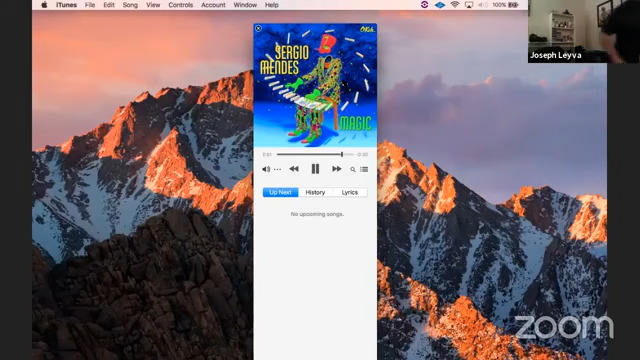 iTunes File Edit Song View Controls Account Window Help
100%
Joseph Leyva
SERGIO
MENDES
MAGIC
Up Next History Lyrics
No upcoming songs.
zoom